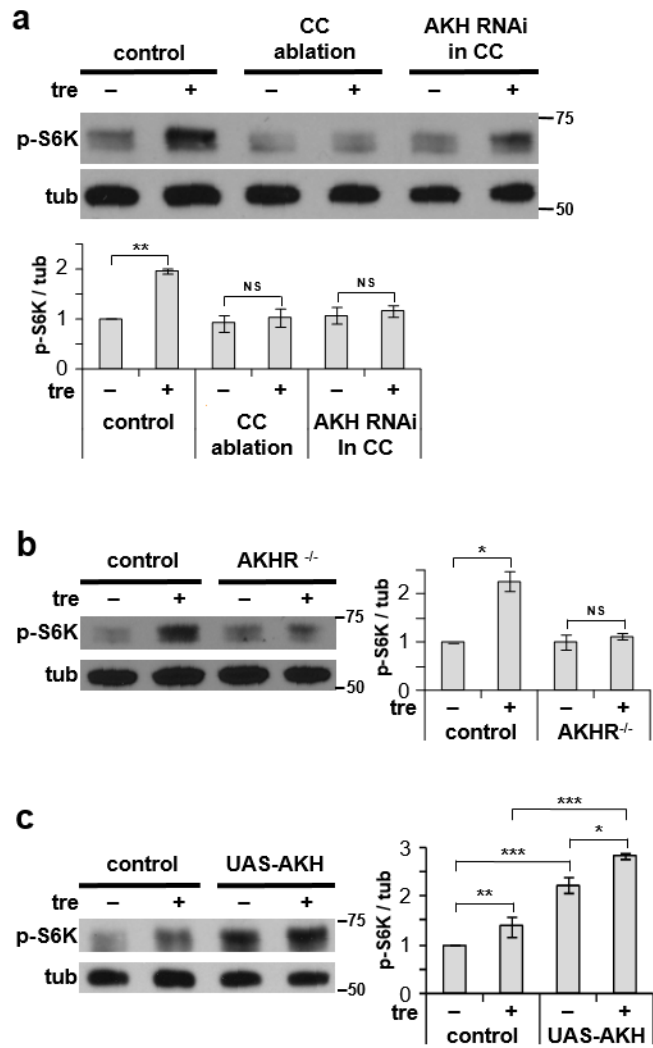 a
control
CC
ablation
AKH RNAi
in CC
tre – + – + – +
p-S6K
75
tub
50
p-S6K / tub
2
1
0
**
NS
NS
tre – + – + – +
control
CC
ablation
AKH RNAi
In CC
b
control AKHR -/-
tre – + – +
p-S6K
75
tub
50
p-S6K / tub
2
1
0
*
NS
tre – + – +
control AKHR-/-
c
control UAS-AKH
tre – + – +
p-S6K
75
tub
50
p-S6K / tub
3
2
1
0
***
***
*
**
tre – + – +
control UAS-AKH